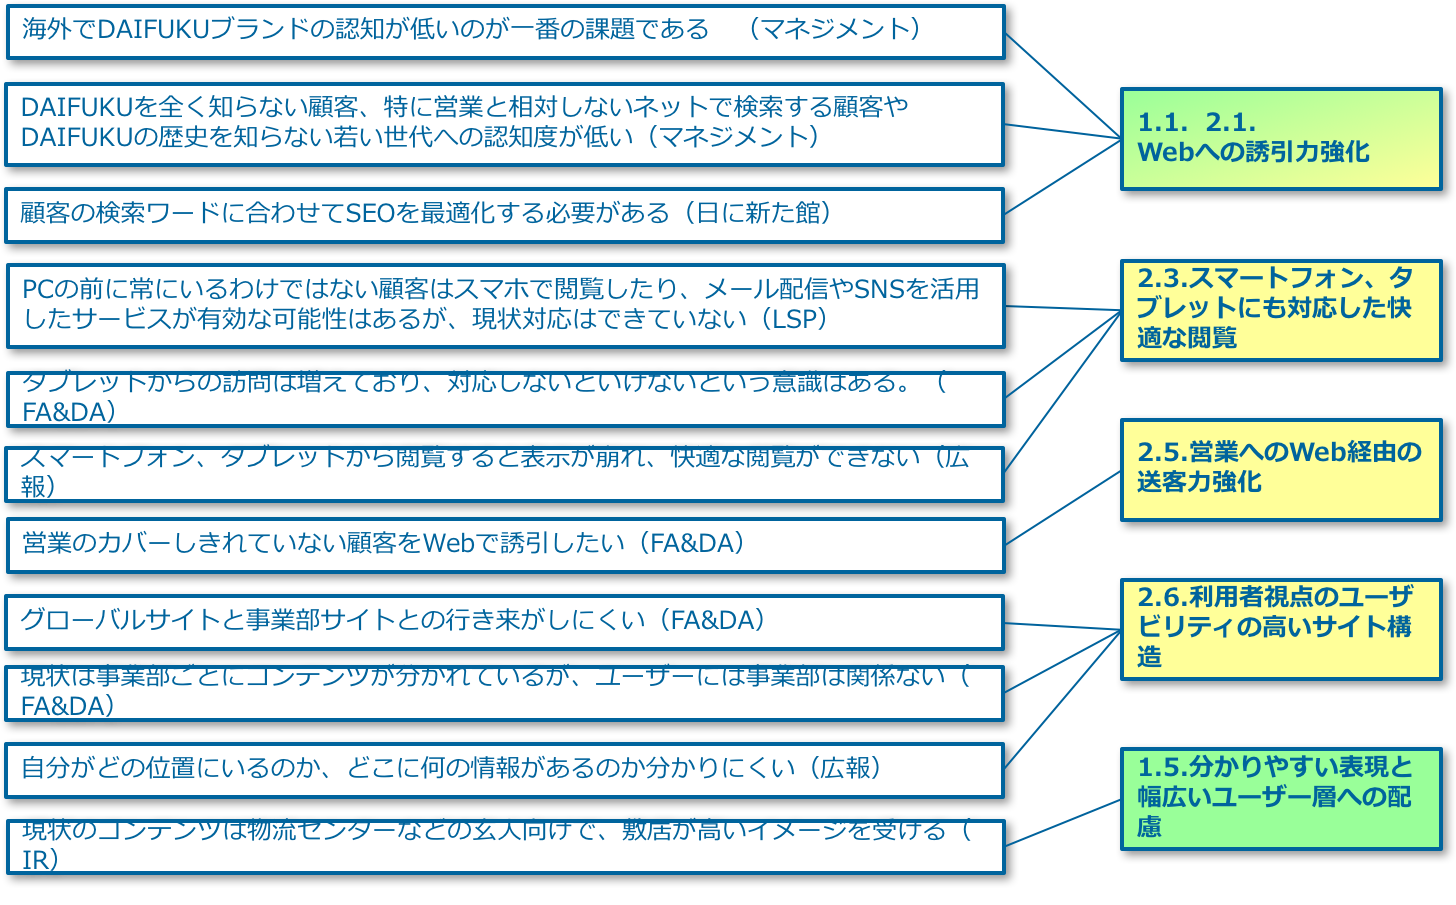 海外でDAIFUKUブランドの認知が低いのが一番の課題である　（マネジメント）
DAIFUKUを全く知らない顧客、特に営業と相対しないネットで検索する顧客や
DAIFUKUの歴史を知らない若い世代への認知度が低い（マネジメント）
顧客の検索ワードに合わせてSEOを最適化する必要がある（日に新た館）
PCの前に常にいるわけではない顧客はスマホで閲覧したり、メール配信やSNSを活用
したサービスが有効な可能性はあるが、現状対応はできていない（LSP）
タブレットからの訪問は増えており、対応しないといけないという意識はある。（
FA&DA）
スマートフォン、タブレットから閲覧すると表示が崩れ、快適な閲覧ができない（広
報）
営業のカバーしきれていない顧客をWebで誘引したい（FA&DA）
グローバルサイトと事業部サイトとの行き来がしにくい（FA&DA）
現状は事業部ごとにコンテンツが分かれているが、ユーザーには事業部は関係ない（
FA&DA）
自分がどの位置にいるのか、どこに何の情報があるのか分かりにくい（広報）
現状のコンテンツは物流センターなどの玄人向けで、敷居が高いイメージを受ける（
IR）
1.1.  2.1.
Webへの誘引力強化
2.3.スマートフォン、タ
ブレットにも対応した快
適な閲覧
2.5.営業へのWeb経由の
送客力強化
2.6.利用者視点のユーザ
ビリティの高いサイト構
造
1.5.分かりやすい表現と
幅広いユーザー層への配
慮